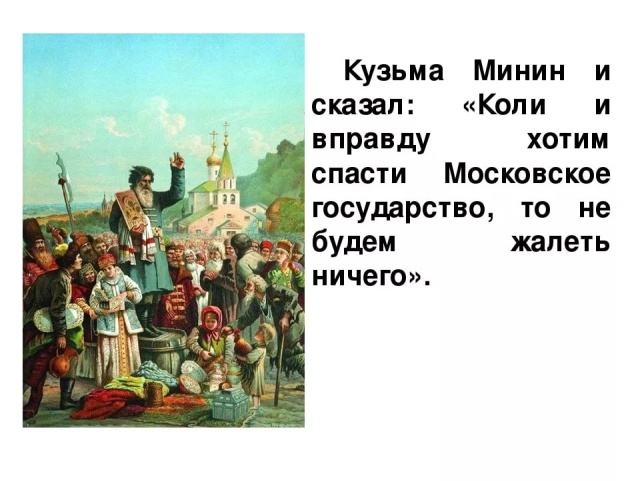 Кузьма Минин и
сказал: «Коли и
вправду хотим
спасти Московское
государство, то не
будем жалеть
ничего».